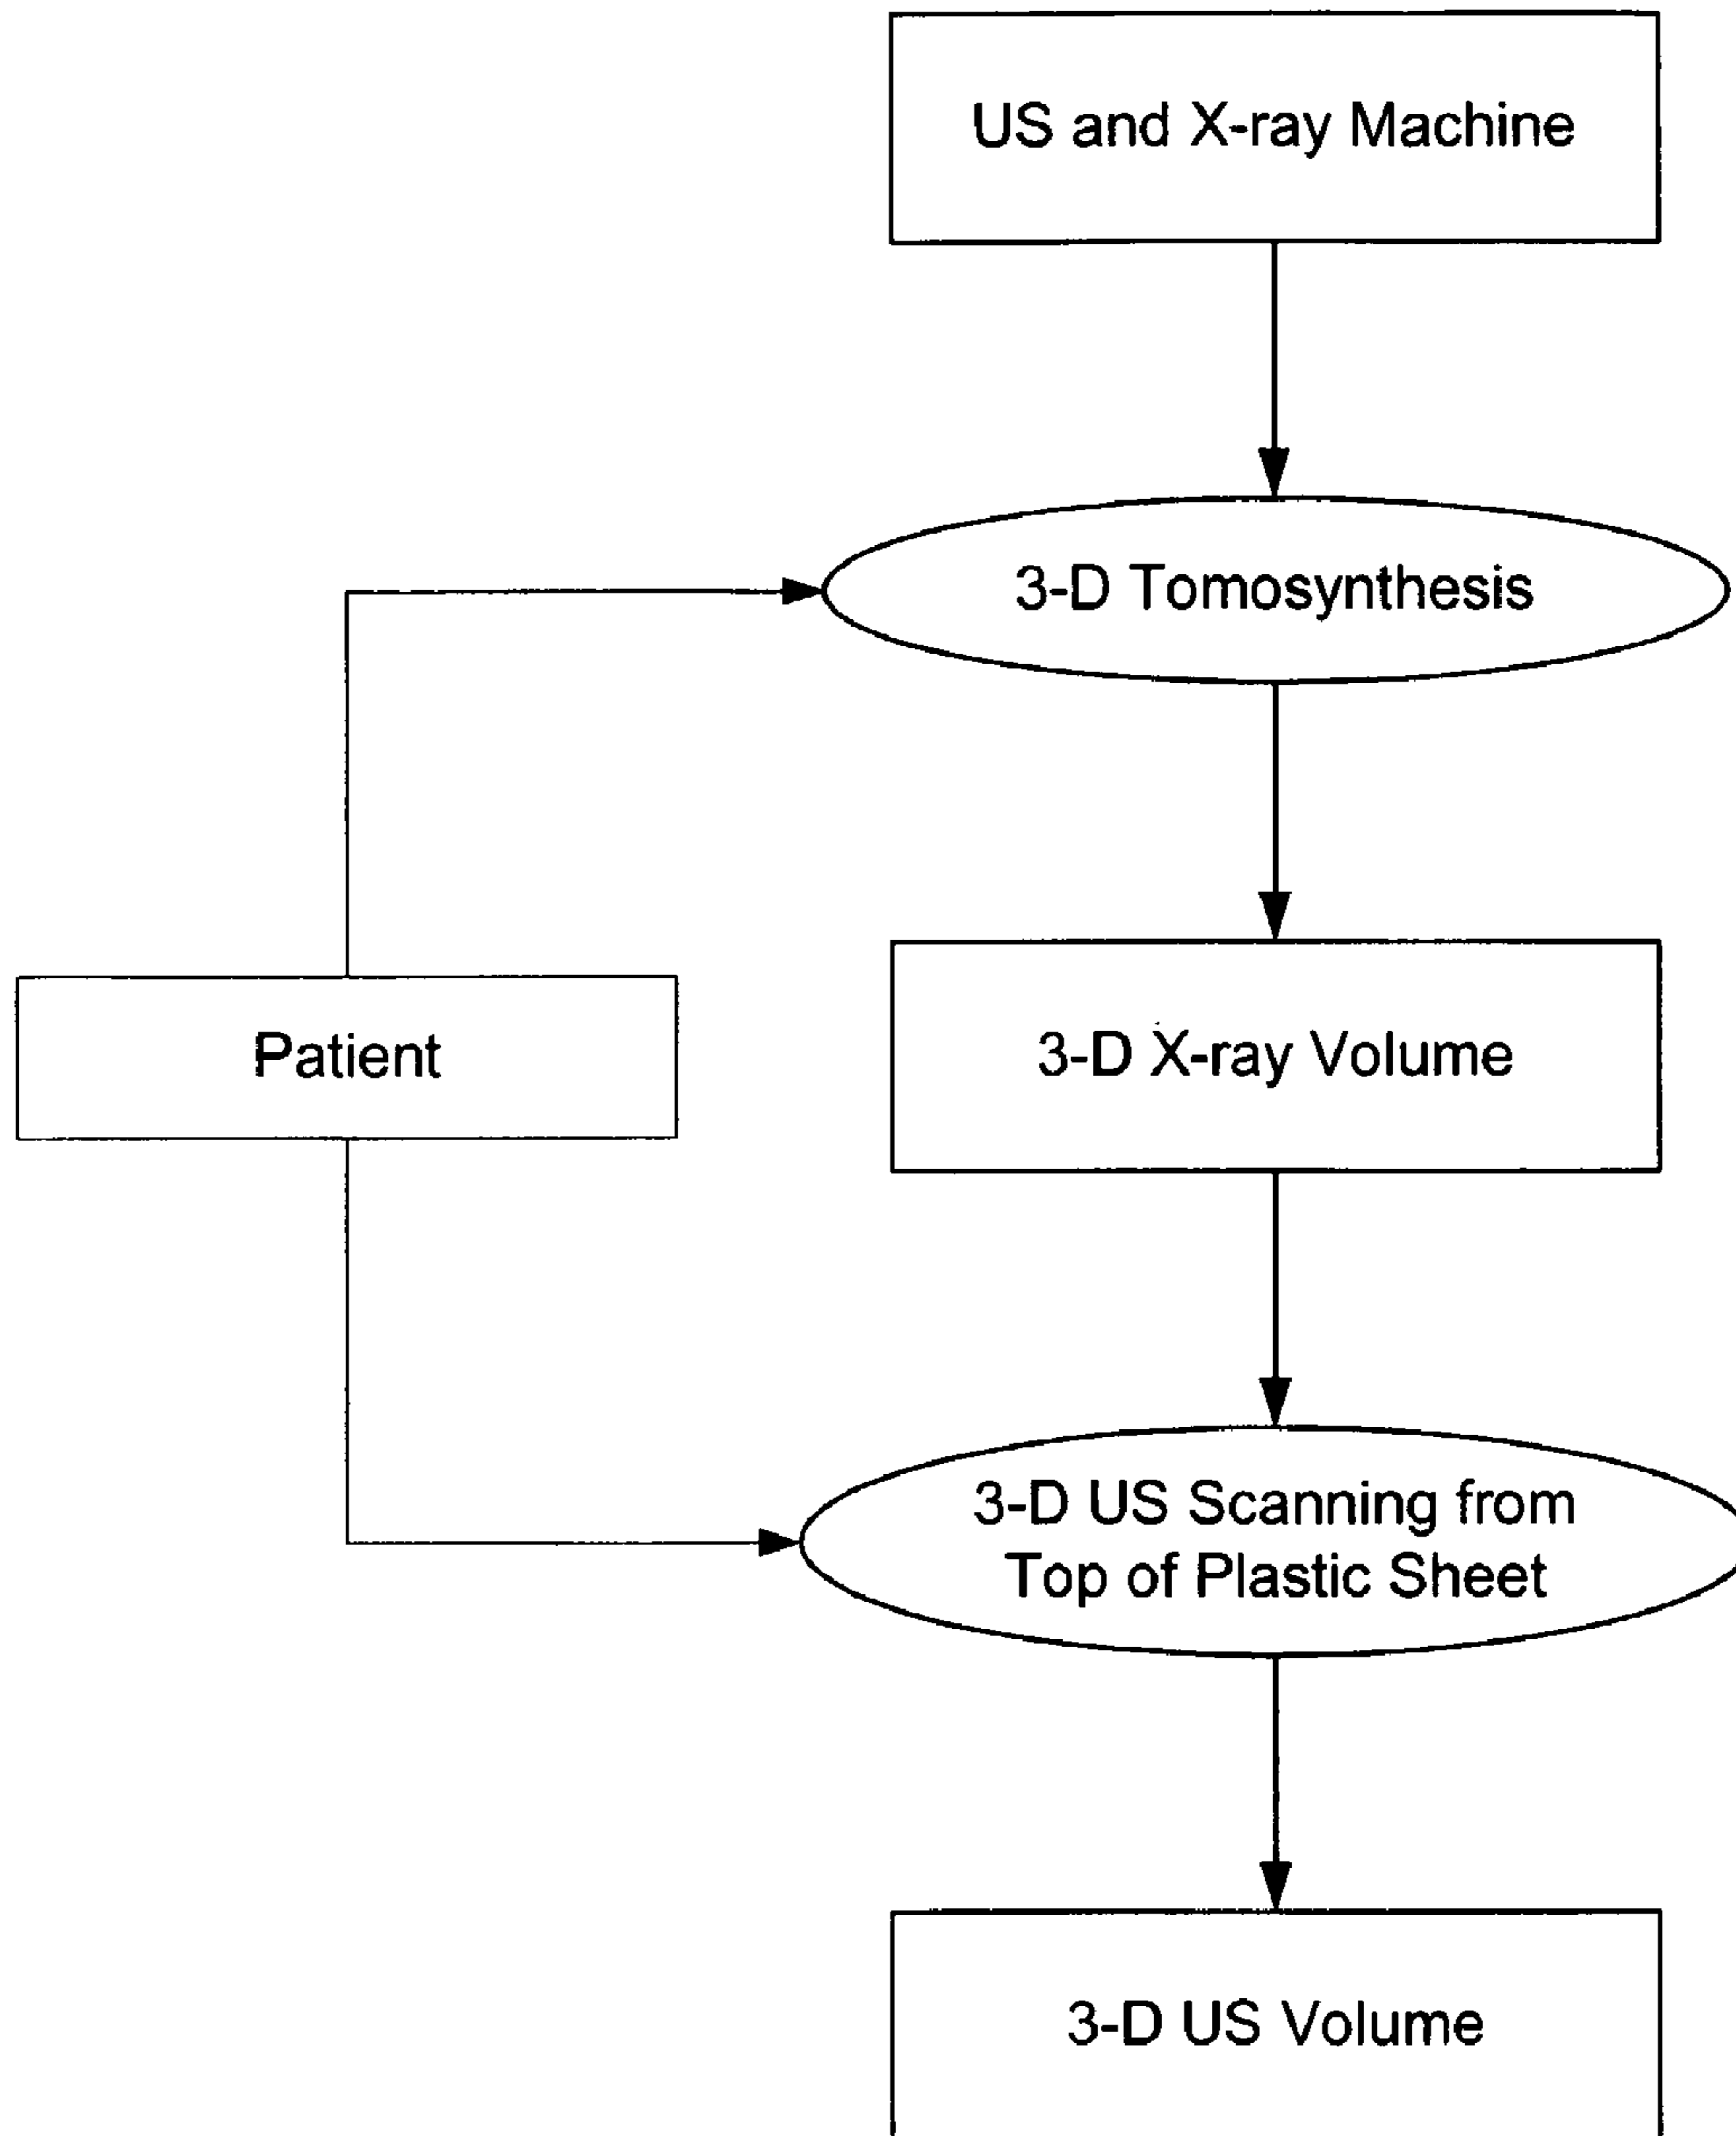 US and X-ray Machine
3-D Tomosynthesis
Patient
3-D X-ray Volume
3-D US Scanning from
Top of Plastic Sheet
3-D US Volume